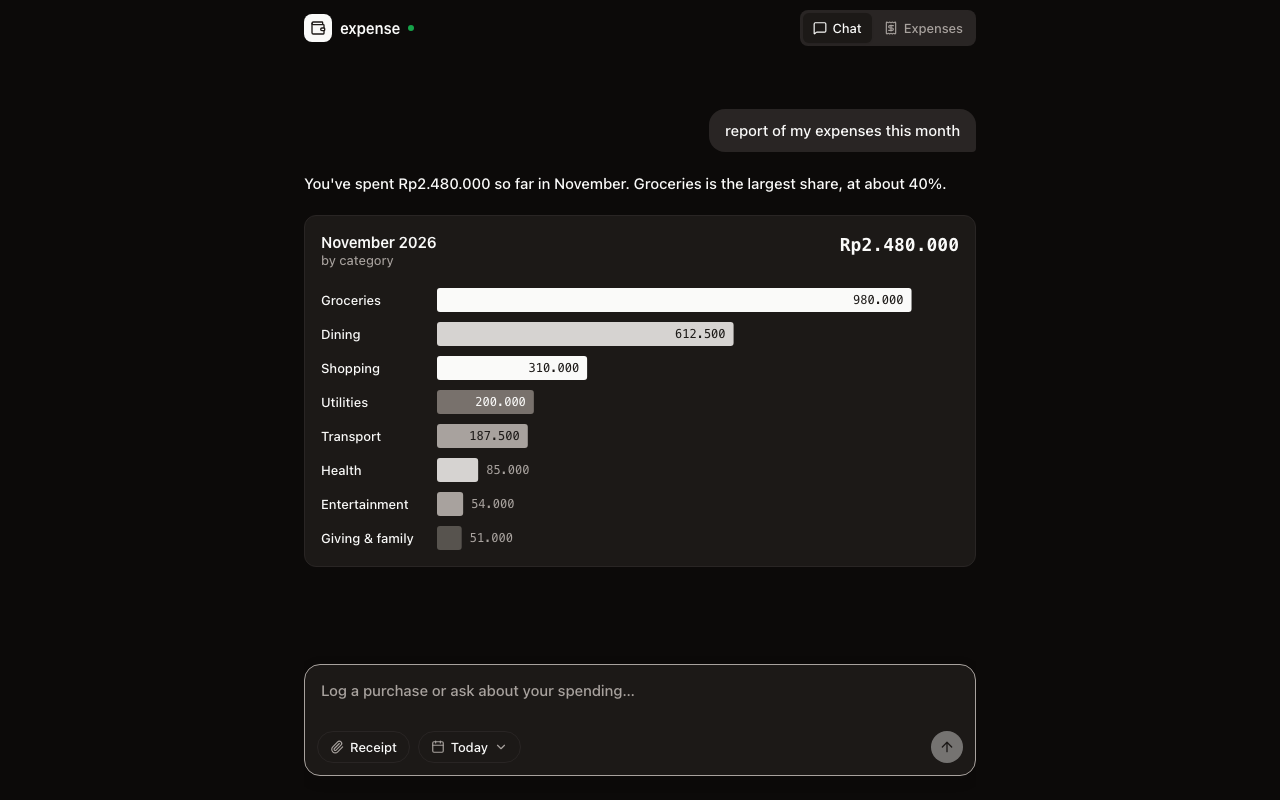 expense
Chat
Expenses
report of my expenses this month
You've spent Rp2.480.000 so far in November. Groceries is the largest share, at about 40%.
November 2026
Rp2.480.000
by category
Groceries 980.000
Dining 612.500
Shopping 310.000
Utilities 200.000
Transport 187.500
Health 85.000
Entertainment 54.000
Giving & family 51.000
Log a purchase or ask about your spending...
Receipt
Today